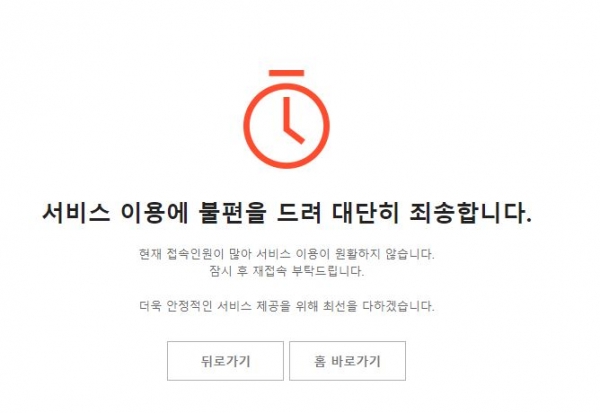 서비스 이용에 불편을 드려 대단히 죄송합니다.
현재 접속인원이 많아 서비스 이용이 원활하지 않습니다.
잠시 후 재접속 부탁드립니다.
더욱 안정적인 서비스 제공을 위해 최선을 다하겠습니다.
뒤로가기
홈 바로가기